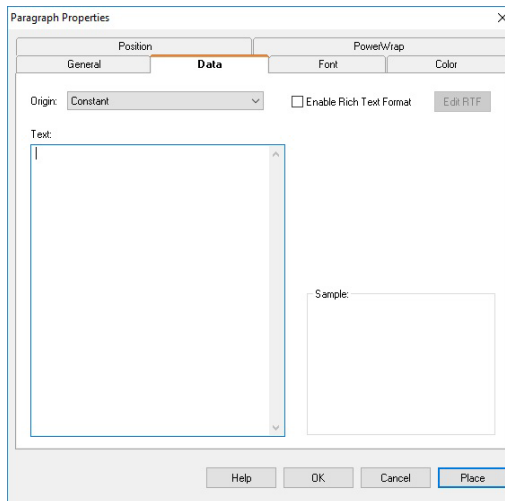 Paragraph Properties
Position PowerWrap
General Data Font Color
Origin: Constant Enable Rich Text Format Edit RTF
Text:
Sample:
Help OK Cancel Place